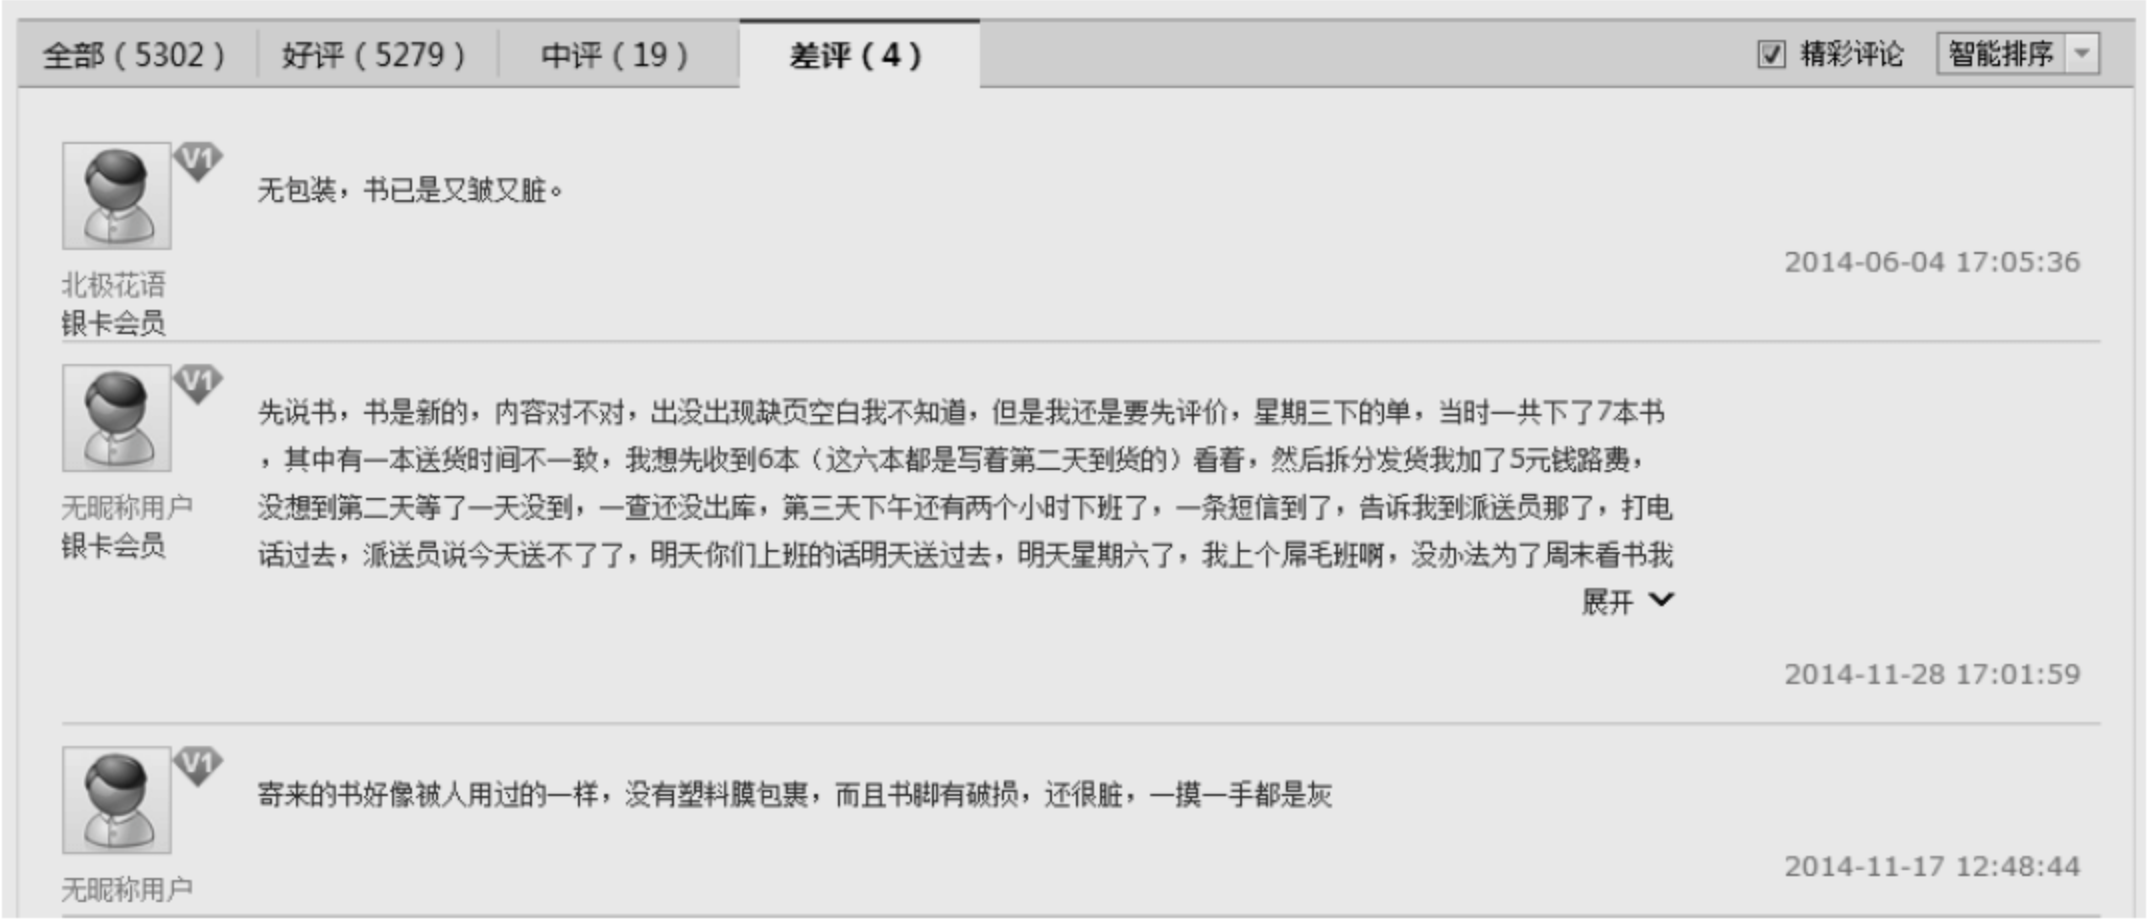 全部（5302） 好评（5279） 中评（19） 差评（4） 精彩评论 智能排序
V1
无包装，书已是又皱又脏。
2014-06-04 17:05:36
北极花语
银卡会员
V1
先说书，书是新的，内容对不对，出没出现缺页空白我不知道，但是我还是要先评价，星期三下的单，当时一共下了7本书
，其中有一本送货时间不一致，我想先收到6本（这六本都是写着第二天到货的）看着，然后拆分发货我加了5元钱路费，
没想到第二天等了一天没到，一查还没出库，第三天下午还有两个小时下班了，一条短信到了，告诉我到派送员那了，打电
话过去，派送员说今天送不了了，明天你们上班的话明天送过去，明天星期六了，我上个屌毛班啊，没办法为了周末看书我
展开
无昵称用户
银卡会员
2014-11-28 17:01:59
V1
寄来的书好像被人用过的一样，没有塑料膜包裹，而且书脚有破损，还很脏，一摸一手都是灰
2014-11-17 12:48:44
无昵称用户